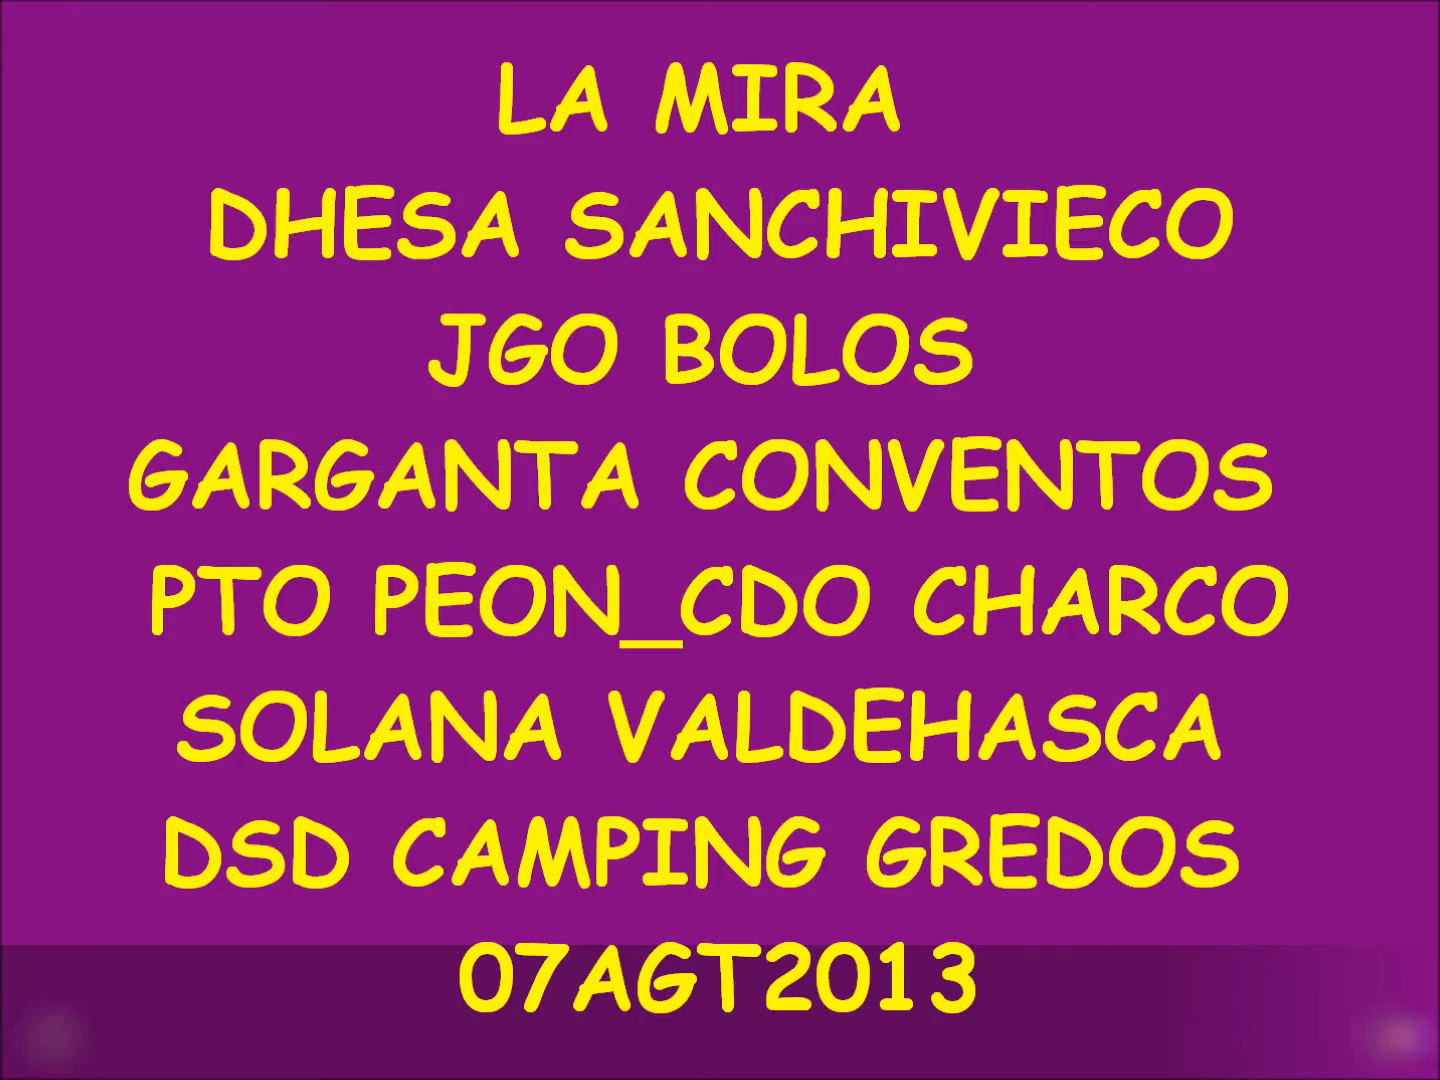 LA MIRA
DHESA SANCHIVIECO
JGO BOLOS
GARGANTA CONVENTOS
PTO PEON_CDO CHARCO
SOLANA VALDEHASCA
DSD CAMPING GREDOS
07AGT2013